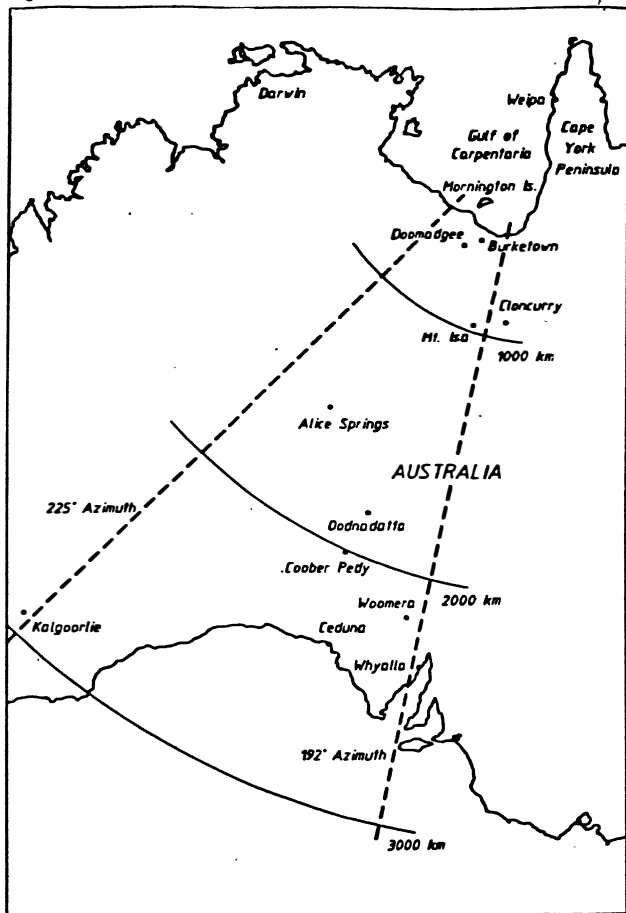 Darwin
Weipa
Gulf of
Carpentaria
Cape
York
Peninsula
Mornington Is.
Doomadgee
Burketown
Cloncurry
Mt. Isa
1000 km
Alice Springs
AUSTRALIA
225° Azimuth
Oodnadatta
.Coober Pedy
2000 km
Woomera
Kalgoorlie
Ceduna
Whyalla
192° Azimuth
3000 km